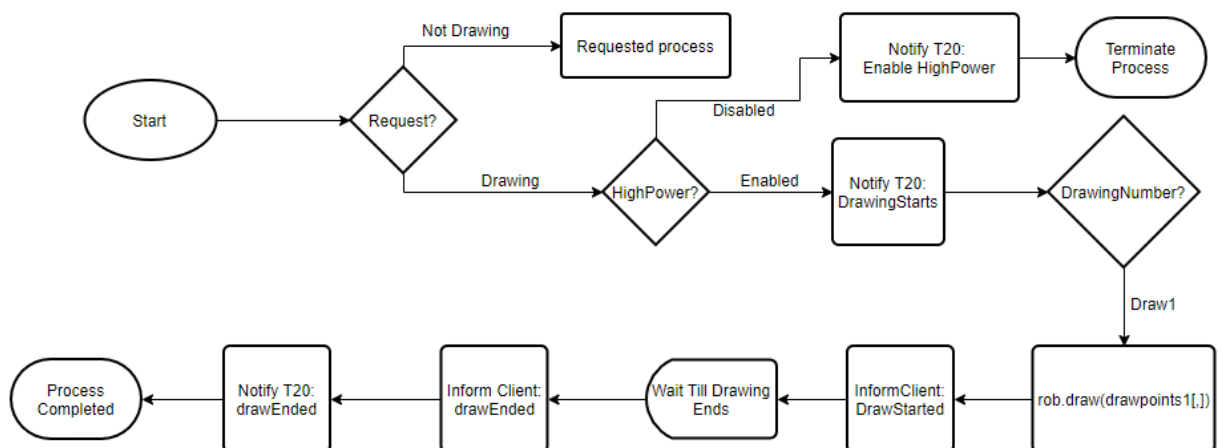 Not Drawing
Requested process
Notify T20:
Enable HighPower
Terminate
Process
Start
Request?
Disabled
Drawing
HighPower?
Enabled
Notify T20:
DrawingStarts
DrawingNumber?
Draw1
rob.draw(drawpoints1[,])
InformClient:
DrawStarted
Wait Till Drawing
Ends
Inform Client:
drawEnded
Notify T20:
drawEnded
Process
Completed